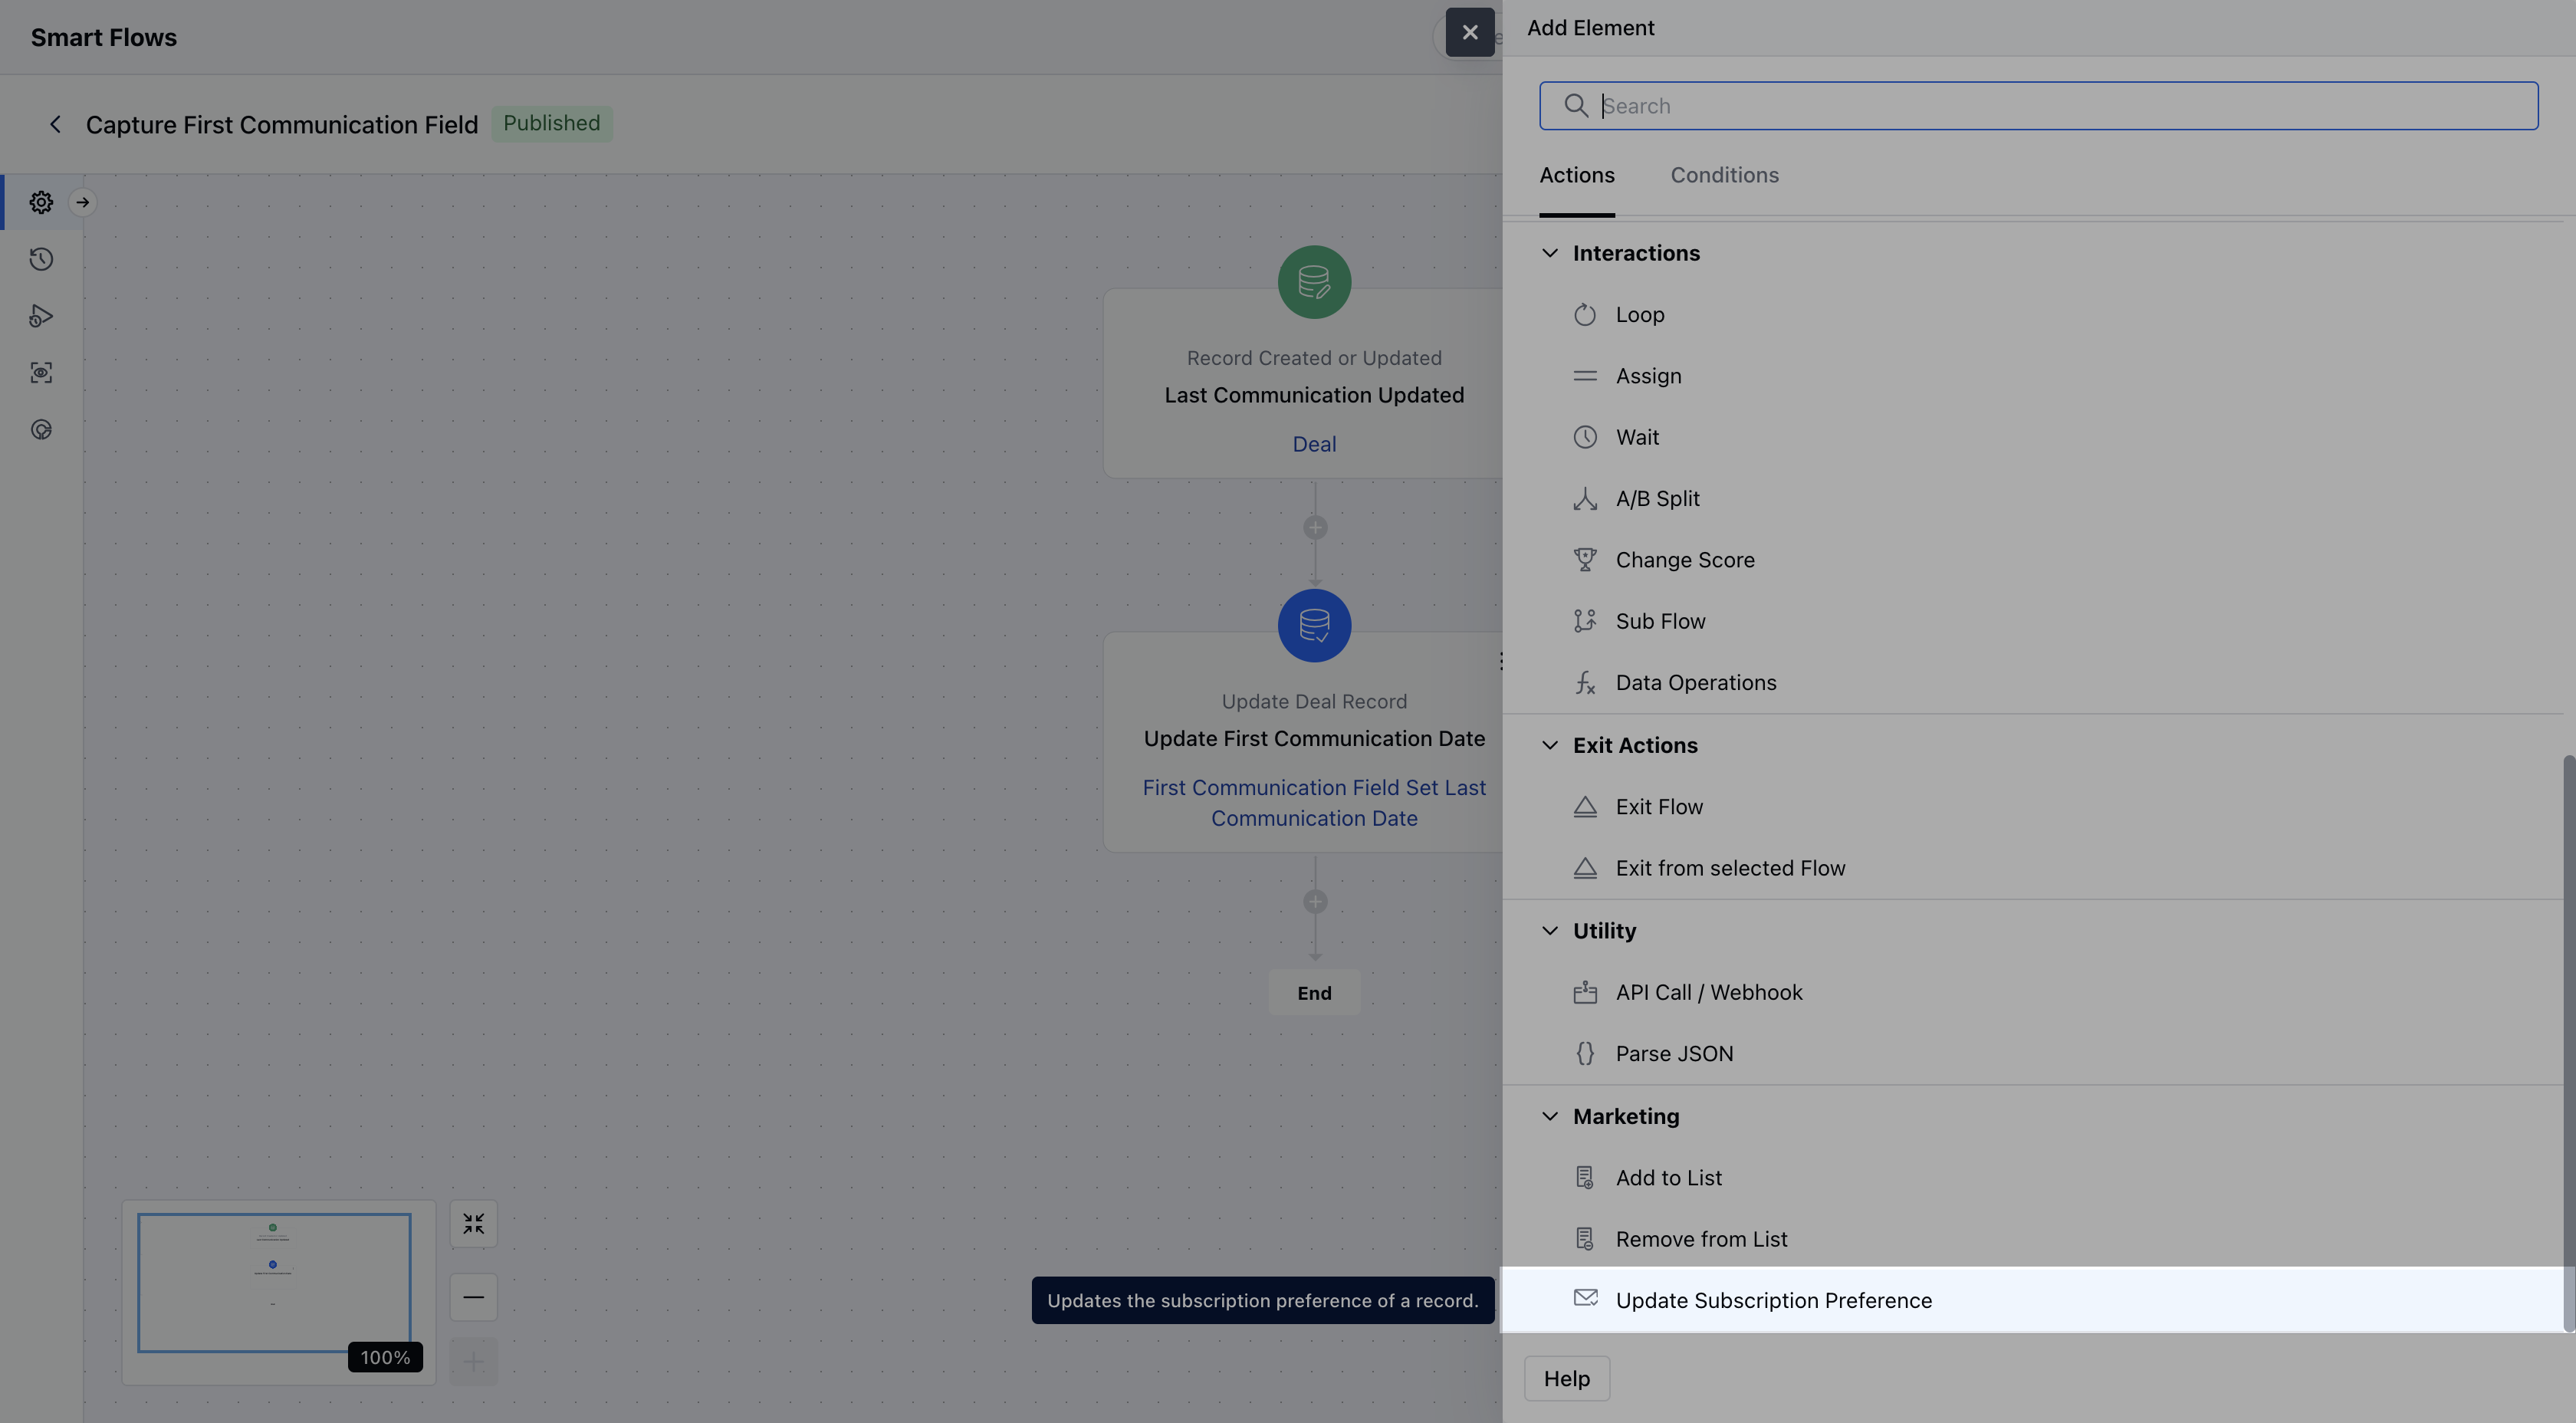 Smart Flows
Capture First Communication Field
Published
Record Created or Updated
Last Communication Updated
Deal
Update Deal Record
Update First Communication Date
First Communication Field Set Last
Communication Date
End
100%
Updates the subscription preference of a record.
Add Element
Search
Actions
Conditions
Interactions
Loop
Assign
Wait
A/B Split
Change Score
Sub Flow
Data Operations
Exit Actions
Exit Flow
Exit from selected Flow
Utility
API Call / Webhook
Parse JSON
Marketing
Add to List
Remove from List
Update Subscription Preference
Help